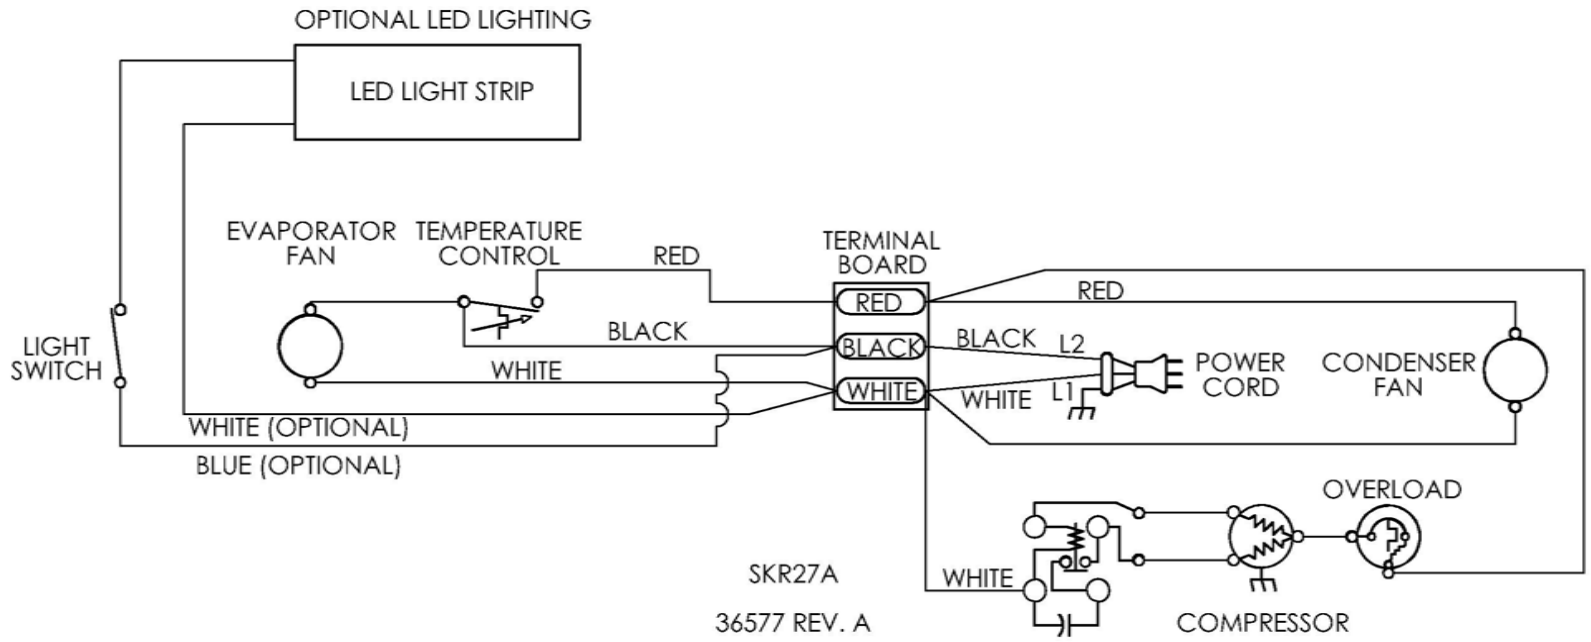 OPTIONAL LED LIGHTING
LED LIGHT STRIP
EVAPORATOR
FAN
TEMPERATURE
CONTROL
RED
TERMINAL
BOARD
RED
RED
BLACK
BLACK
BLACK
L2
LIGHT
SWITCH
POWER
CORD
CONDENSER
FAN
WHITE
WHITE
WHITE
L1
WHITE (OPTIONAL)
BLUE (OPTIONAL)
OVERLOAD
SKR27A
WHITE
36577 REV. A
COMPRESSOR